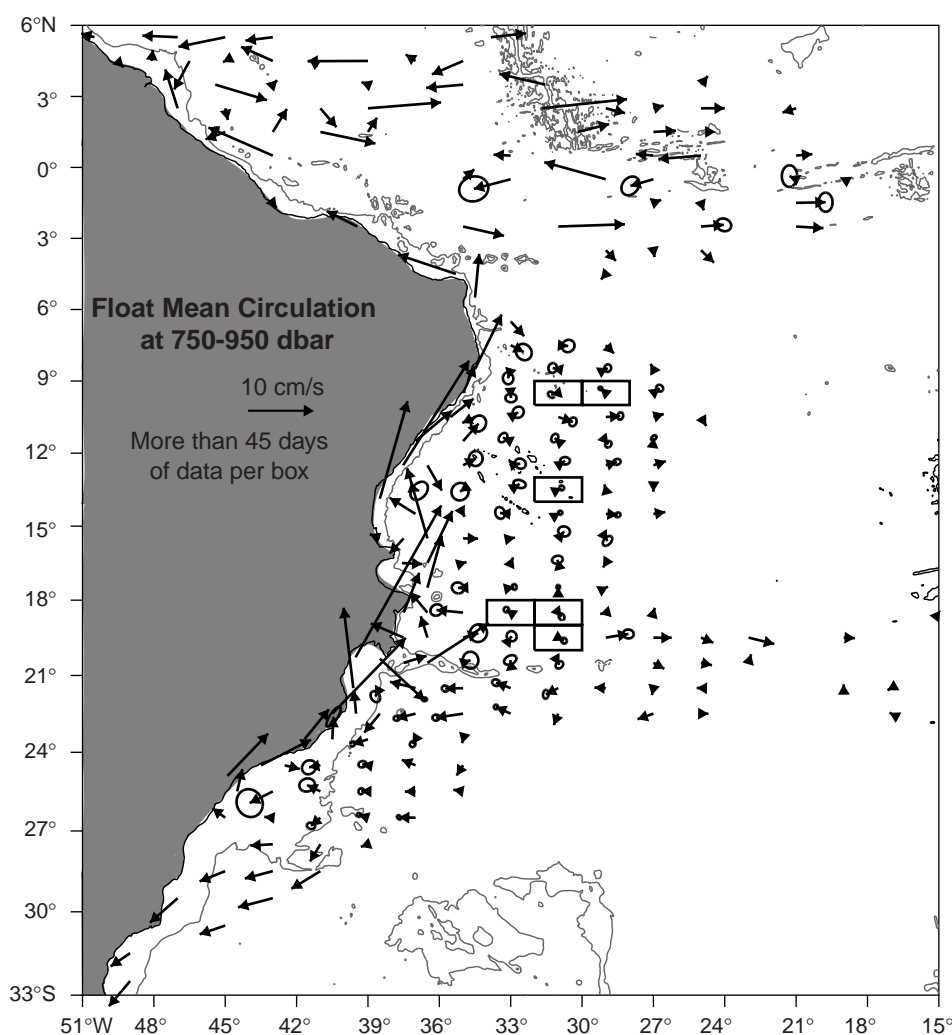 6°N
3°
0°
3°
6°
9°
12°
15°
18°
21°
24°
27°
30°
33°S
Float Mean Circulation
at 750-950 dbar
10 cm/s
More than 45 days
of data per box
51°W 48° 45° 42° 39° 36° 33° 30° 27° 24° 21° 18° 15°